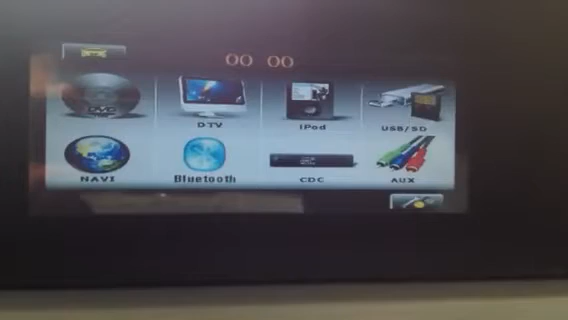 00 00
DVD
DTV
iPod
USB/SD
NAVI
Bluetooth
CDC
AUX